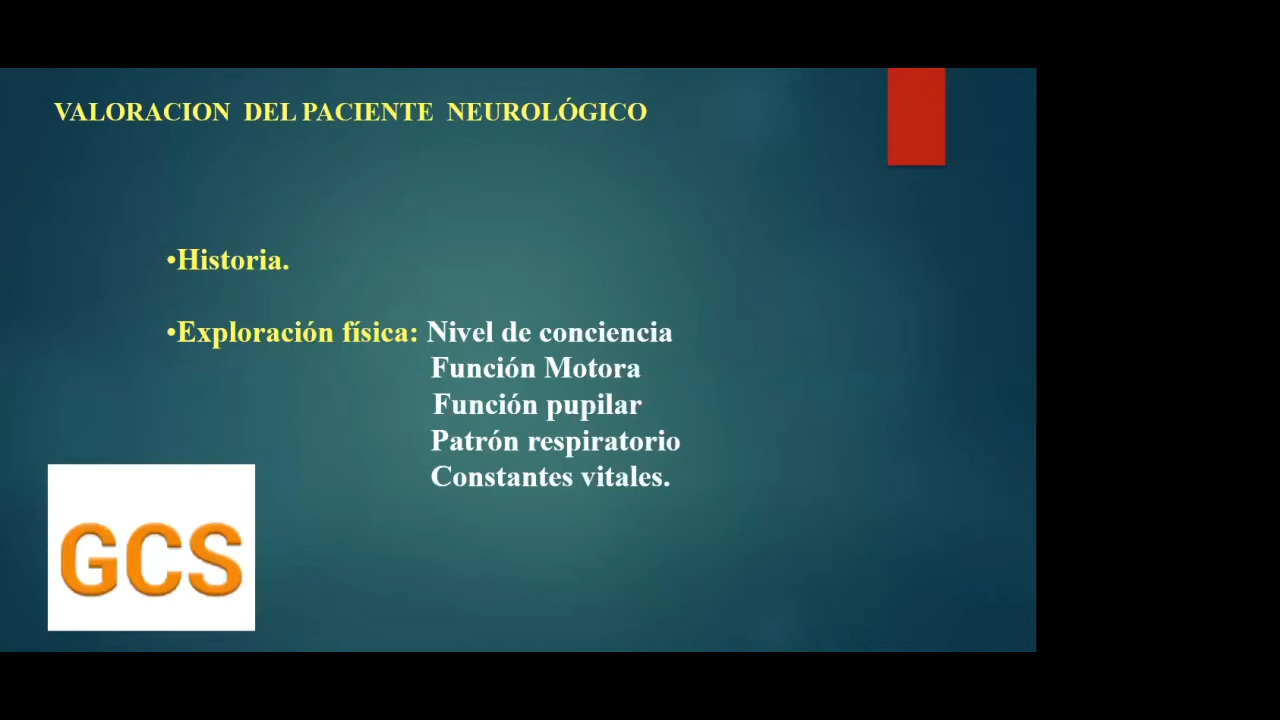 VALORACION DEL PACIENTE NEUROLÓGICO
•Historia.
•Exploración física: Nivel de conciencia
Función Motora
Función pupilar
Patrón respiratorio
Constantes vitales.
GCS